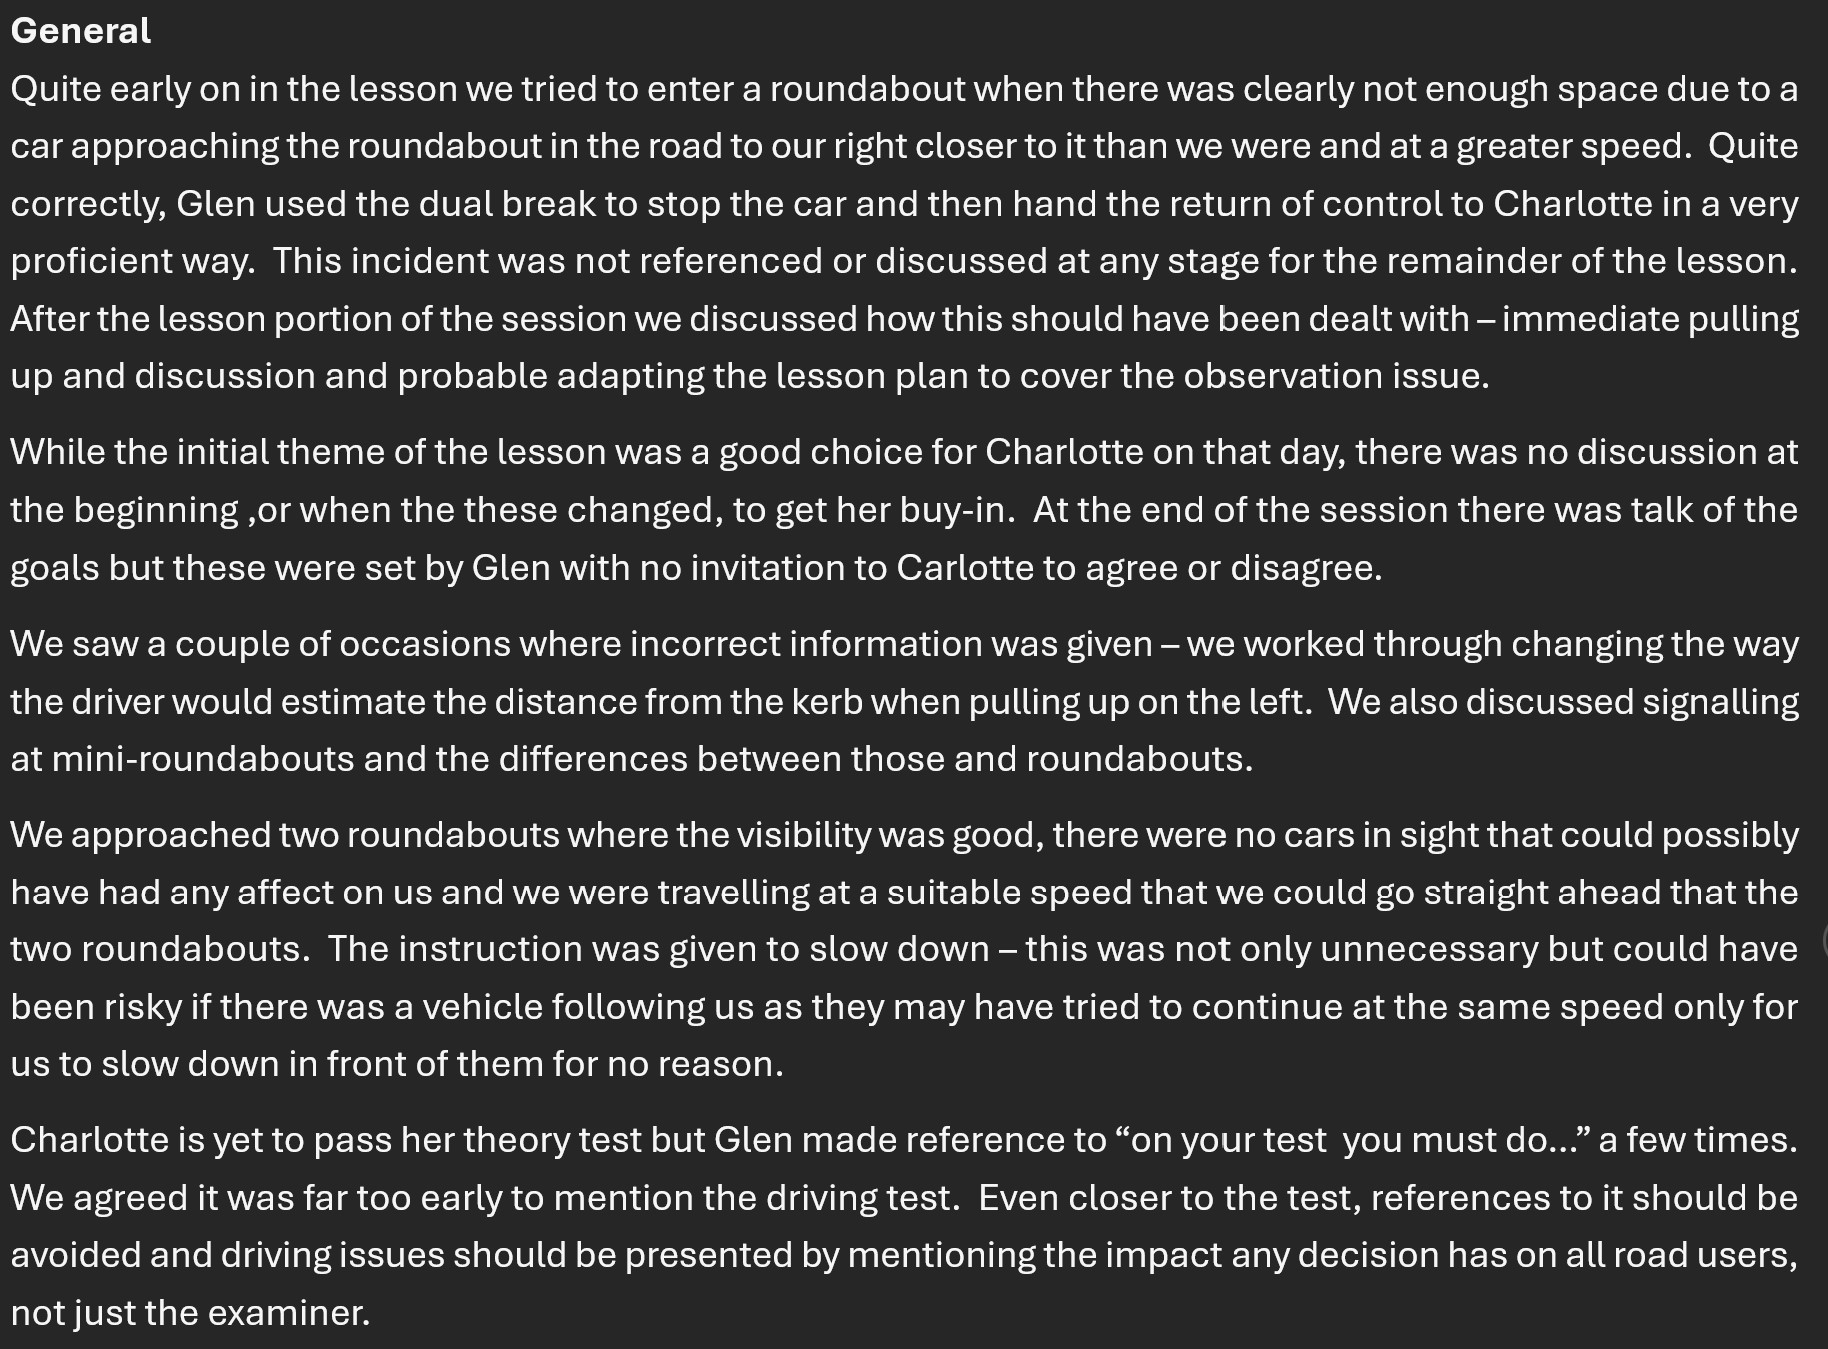 General
Quite early on in the lesson we tried to enter a roundabout when there was clearly not enough space due to a
car approaching the roundabout in the road to our right closer to it than we were and at a greater speed.  Quite
correctly, Glen used the dual break to stop the car and then hand the return of control to Charlotte in a very
proficient way.  This incident was not referenced or discussed at any stage for the remainder of the lesson.
After the lesson portion of the session we discussed how this should have been dealt with – immediate pulling
up and discussion and probable adapting the lesson plan to cover the observation issue.
While the initial theme of the lesson was a good choice for Charlotte on that day, there was no discussion at
the beginning ,or when the these changed, to get her buy-in.  At the end of the session there was talk of the
goals but these were set by Glen with no invitation to Carlotte to agree or disagree.
We saw a couple of occasions where incorrect information was given – we worked through changing the way
the driver would estimate the distance from the kerb when pulling up on the left.  We also discussed signalling
at mini-roundabouts and the differences between those and roundabouts.
We approached two roundabouts where the visibility was good, there were no cars in sight that could possibly
have had any affect on us and we were travelling at a suitable speed that we could go straight ahead that the
two roundabouts.  The instruction was given to slow down – this was not only unnecessary but could have
been risky if there was a vehicle following us as they may have tried to continue at the same speed only for
us to slow down in front of them for no reason.
Charlotte is yet to pass her theory test but Glen made reference to “on your test  you must do…” a few times.
We agreed it was far too early to mention the driving test.  Even closer to the test, references to it should be
avoided and driving issues should be presented by mentioning the impact any decision has on all road users,
not just the examiner.